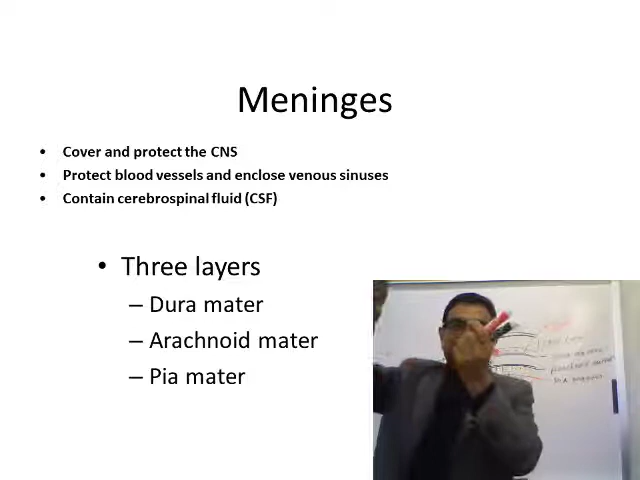 Meninges
• Cover and protect the CNS
• Protect blood vessels and enclose venous sinuses
• Contain cerebrospinal fluid (CSF)
• Three layers
– Dura mater
– Arachnoid mater
– Pia mater